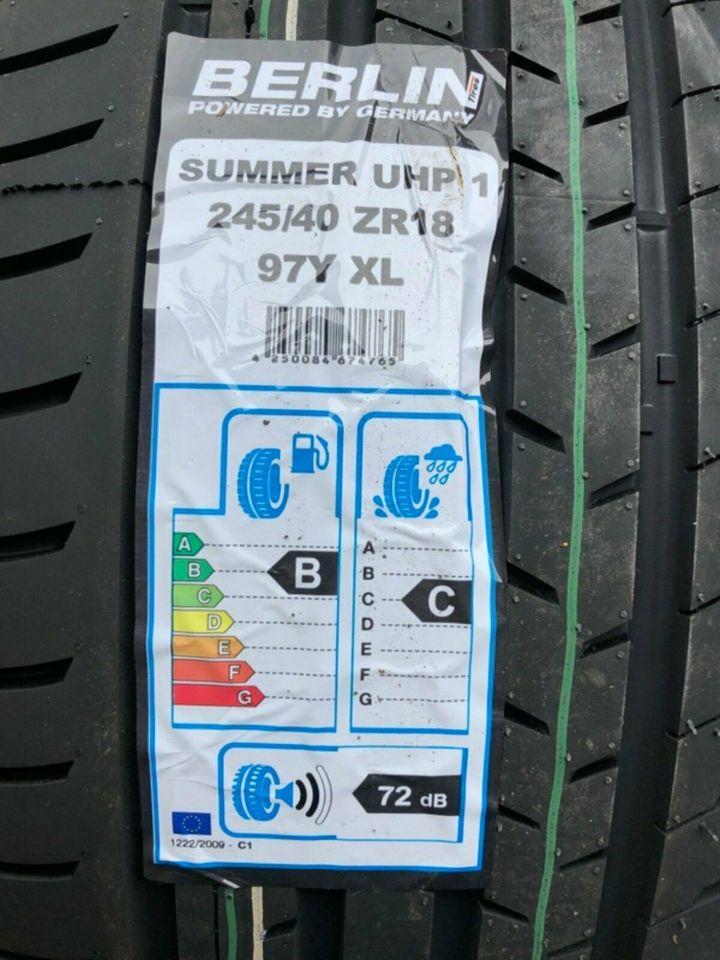 BERLIN Tires
POWERED BY GERMANY
SUMMER UHP 1
245/40 ZR18
97Y XL
4 250084 674765
A
B
C
D
E
F
G
B
A
B
C
D
E
F
G
C
72 dB
1222/2009 - C1